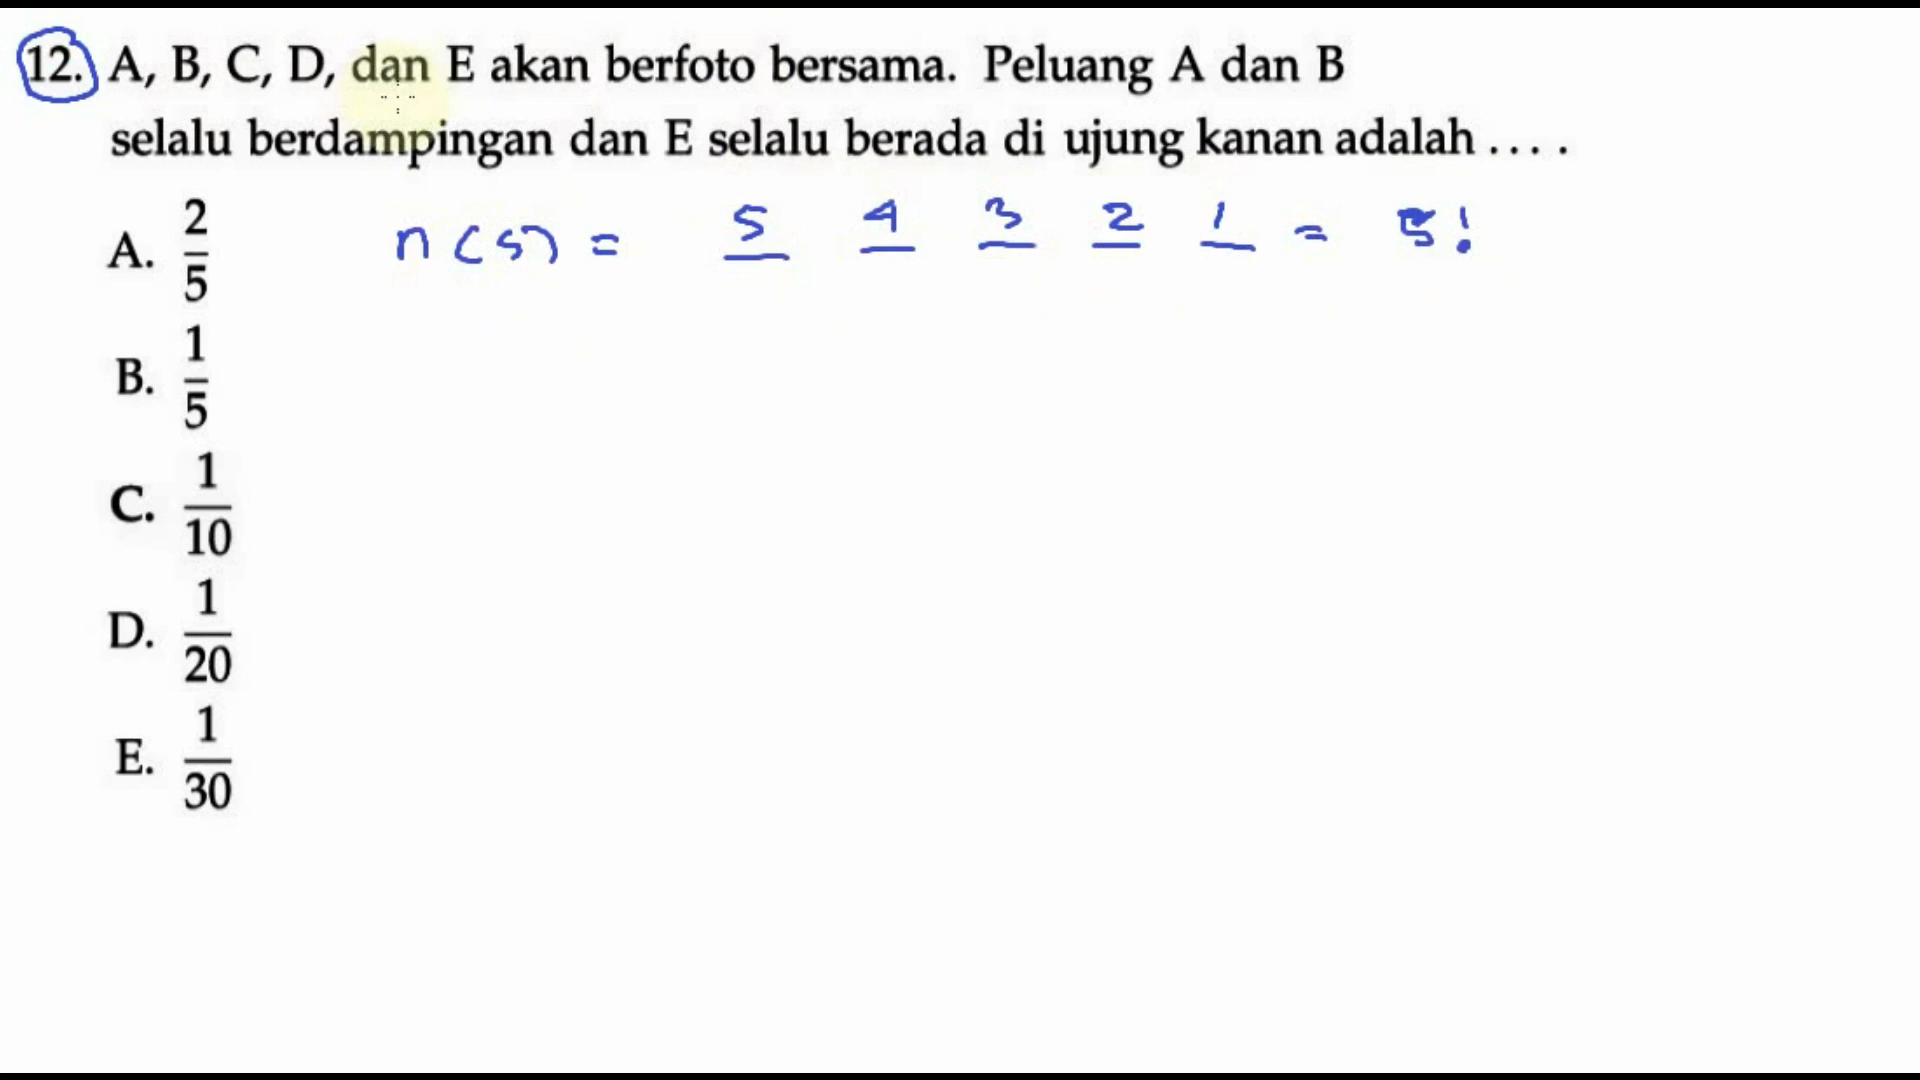 12. A, B, C, D, dan E akan berfoto bersama. Peluang A dan B
selalu berdampingan dan E selalu berada di ujung kanan adalah . . . .
A. 2/5
n(S) = 5 4 3 2 1 = 5!
B. 1/5
C. 1/10
D. 1/20
E. 1/30